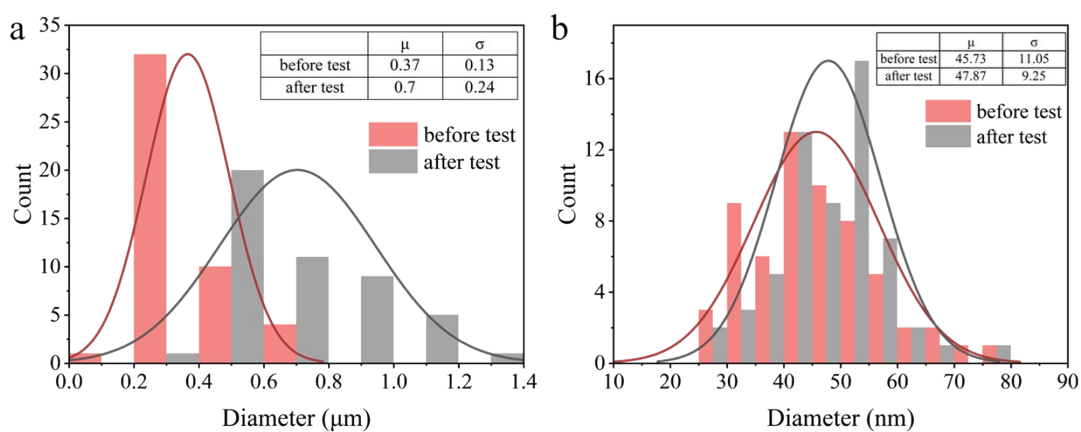 a
35
30
25
20
15
10
5
0
Count
0.0 0.2 0.4 0.6 0.8 1.0 1.2 1.4
Diameter (μm)
μ σ
before test 0.37 0.13
after test 0.7 0.24
before test
after test
b
16
12
8
4
0
Count
10 20 30 40 50 60 70 80 90
Diameter (nm)
μ σ
before test 45.73 11.05
after test 47.87 9.25
before test
after test